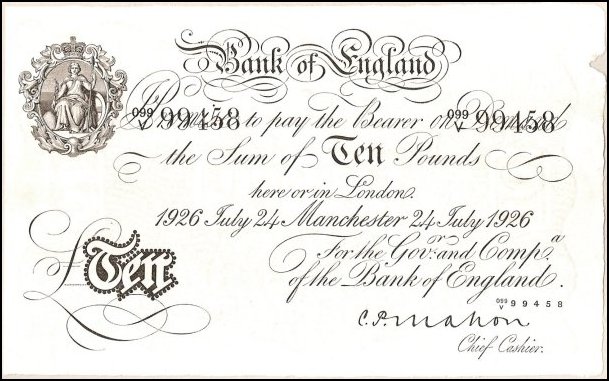 Bank of England
099/V 99458 099/V 99458
I Promise to pay the Bearer on Demand
the Sum of Ten Pounds
here or in London.
1926 July 24 Manchester 24 July 1926
For the Govr. and Compa.
of the Bank of England.
£Ten
099/V 99458
C.P. Mahon
Chief Cashier.